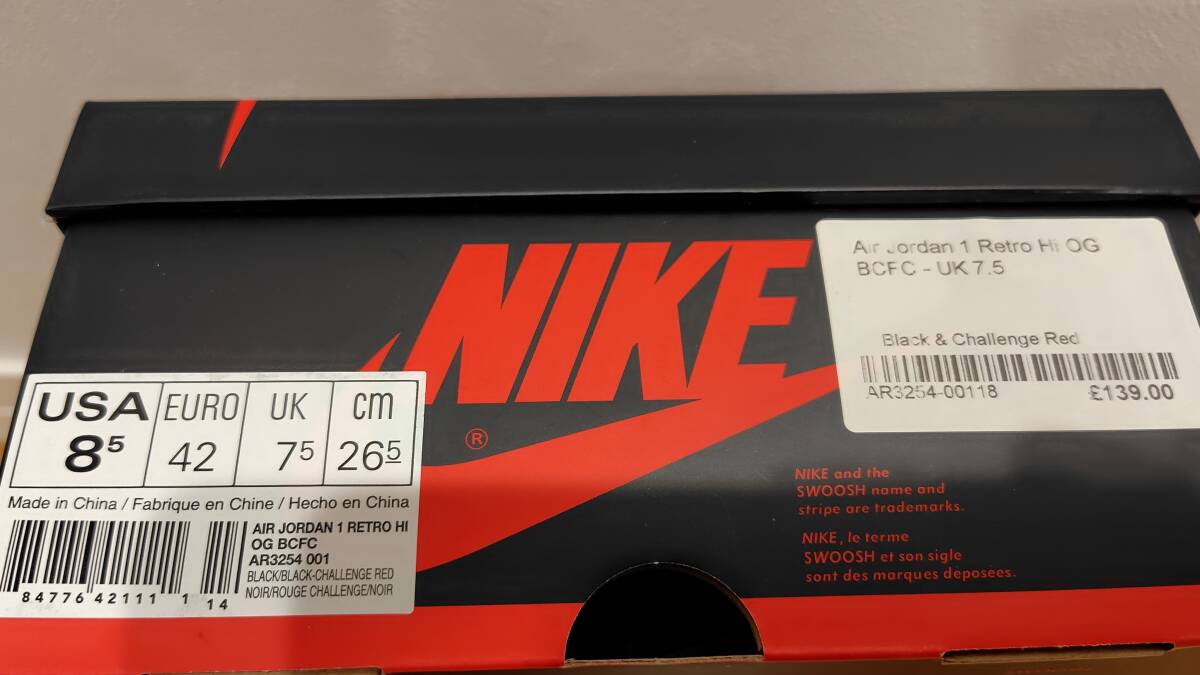 NIKE
®
Air Jordan 1 Retro Hi OG
BCFC - UK 7.5
Black & Challenge Red
AR3254-00118 £139.00
USA EURO UK cm
8⁵ 42 7⁵ 26⁵
Made in China / Fabrique en Chine / Hecho en China
AIR JORDAN 1 RETRO HI
OG BCFC
AR3254 001
BLACK/BLACK-CHALLENGE RED
NOIR/ROUGE CHALLENGE/NOIR
84776 42111 1
14
NIKE and the
SWOOSH name and
stripe are trademarks.
NIKE, le terme
SWOOSH et son sigle
sont des marques deposees.